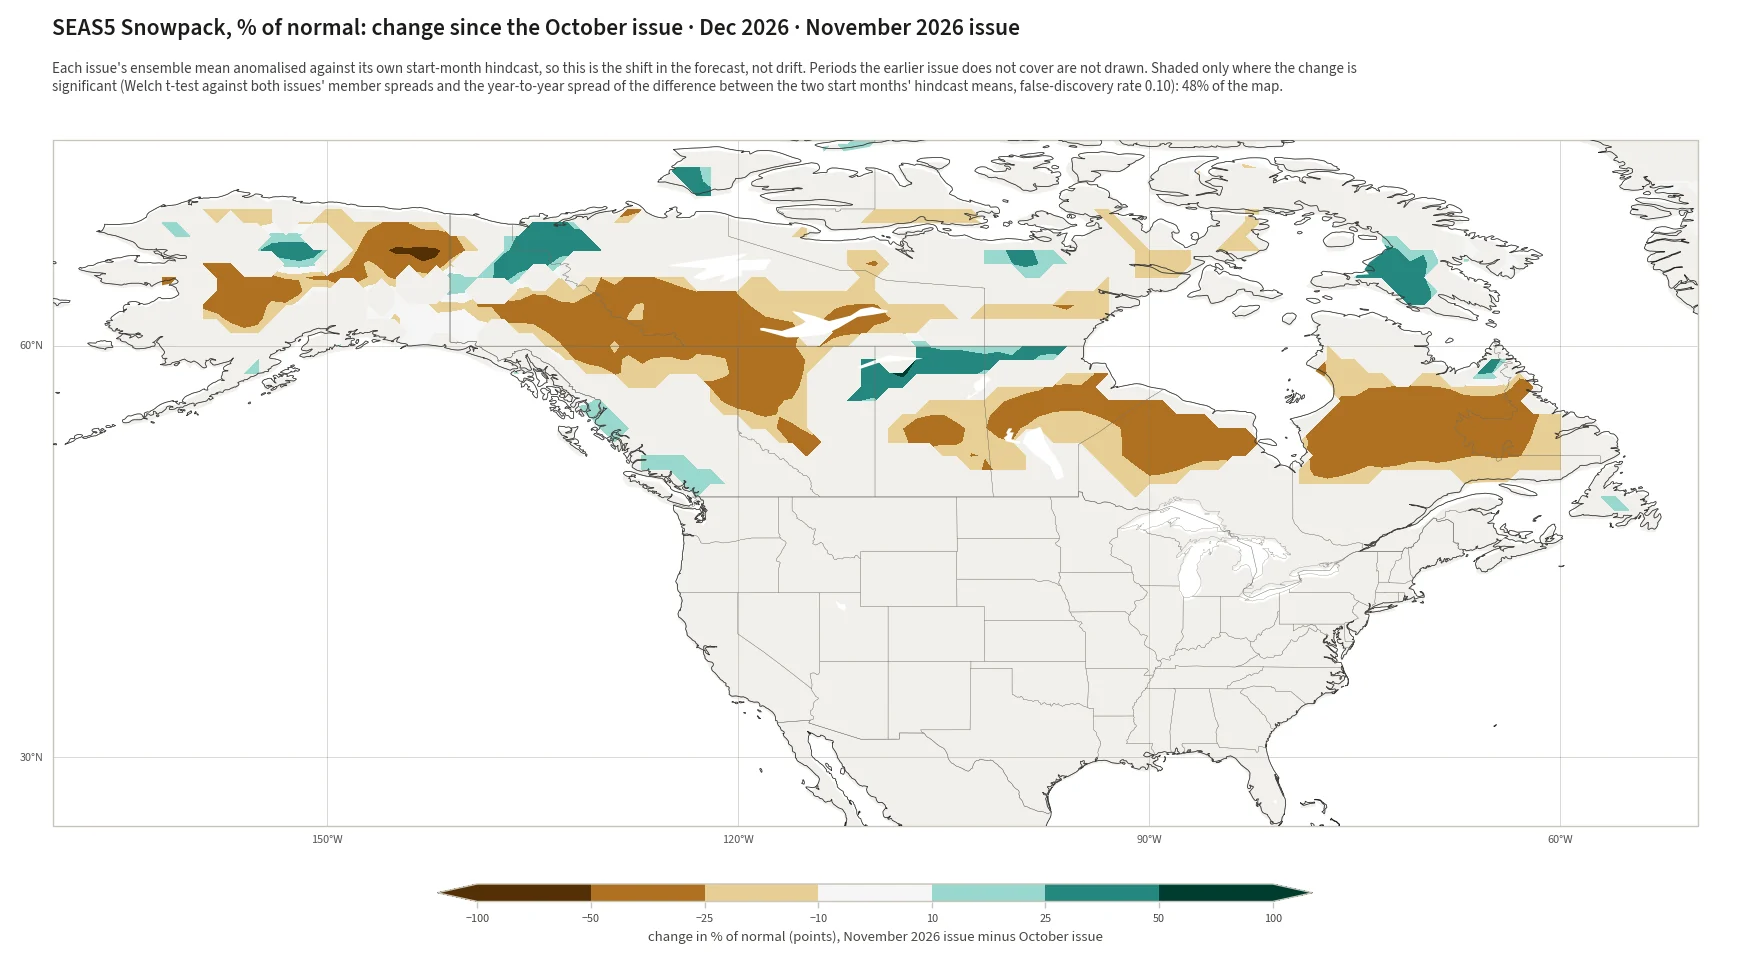 SEAS5 Snowpack, % of normal: change since the October issue · Dec 2026 · November 2026 issue
Each issue's ensemble mean anomalised against its own start-month hindcast, so this is the shift in the forecast, not drift. Periods the earlier issue does not cover are not drawn. Shaded only where the change is
significant (Welch t-test against both issues' member spreads and the year-to-year spread of the difference between the two start months' hindcast means, false-discovery rate 0.10): 48% of the map.
60°N
30°N
150°W 120°W 90°W 60°W
−100 −50 −25 −10 10 25 50 100
change in % of normal (points), November 2026 issue minus October issue